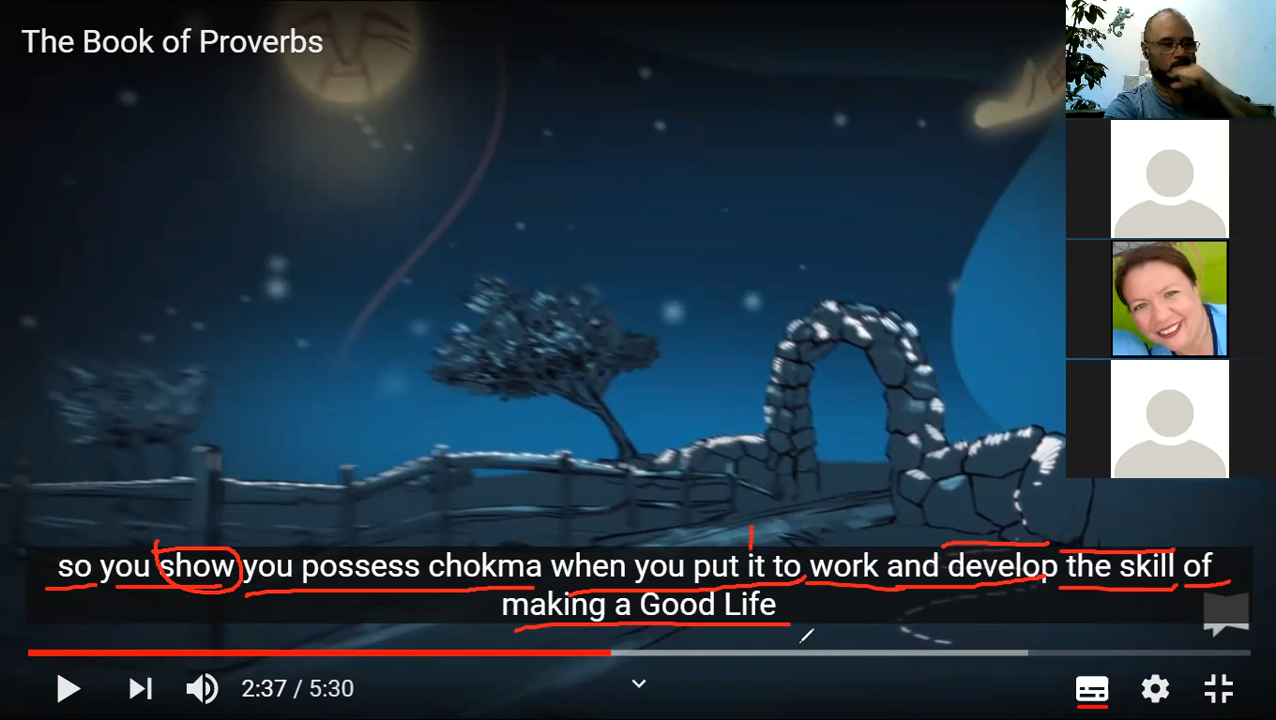 The Book of Proverbs
so you show you possess chokma when you put it to work and develop the skill of
making a Good Life
2:37 / 5:30